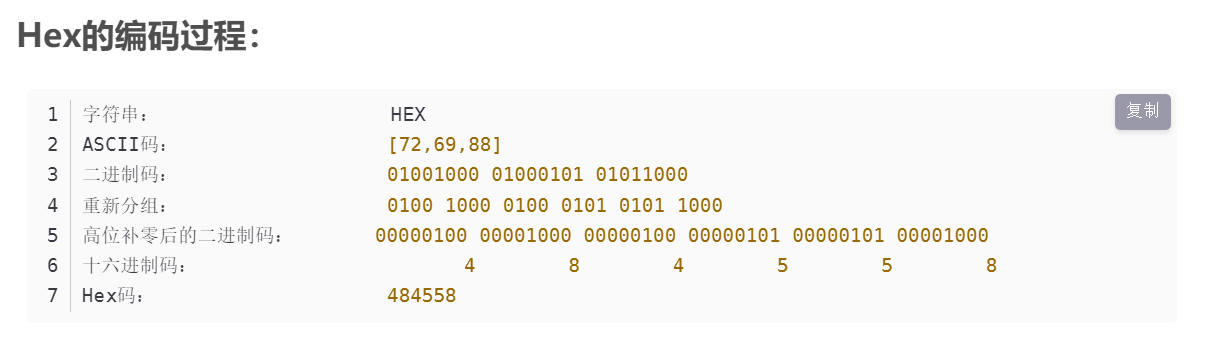 Hex的编码过程：
复制
1 字符串： HEX
2 ASCII码： [72,69,88]
3 二进制码： 01001000 01000101 01011000
4 重新分组： 0100 1000 0100 0101 0101 1000
5 高位补零后的二进制码： 00000100 00001000 00000100 00000101 00000101 00001000
6 十六进制码： 4 8 4 5 5 8
7 Hex码： 484558